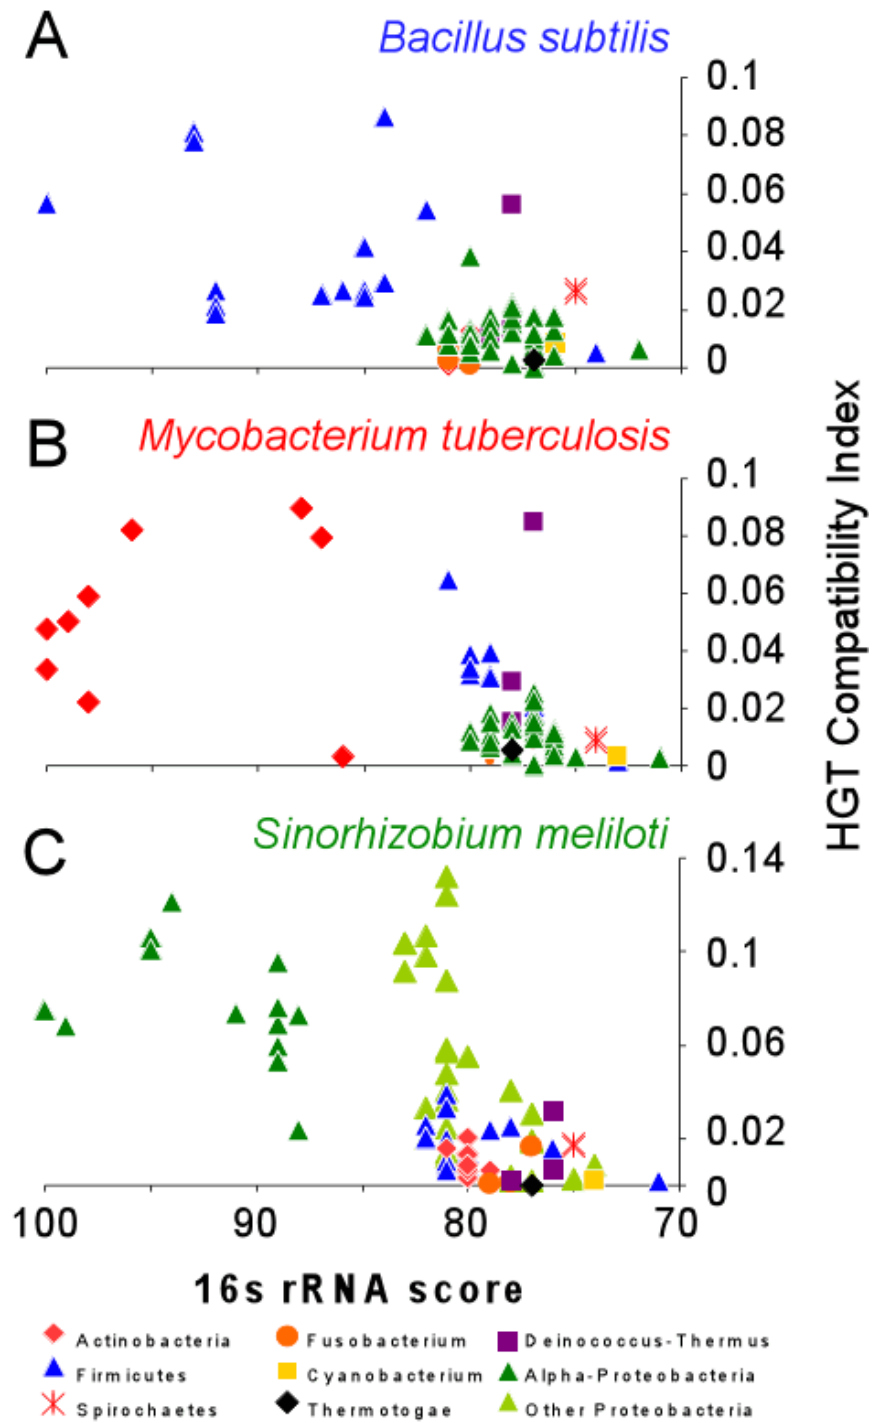 A
Bacillus subtilis
0.1
0.08
0.06
0.04
0.02
0
B
Mycobacterium tuberculosis
0.1
0.08
0.06
0.04
0.02
0
HGT Compatibility Index
C
Sinorhizobium meliloti
0.14
0.1
0.06
0.02
0
100 90 80 70
16s rRNA score
Actinobacteria Fusobacterium Deinococcus-Thermus
Firmicutes Cyanobacterium Alpha-Proteobacteria
Spirochaetes Thermotogae Other Proteobacteria